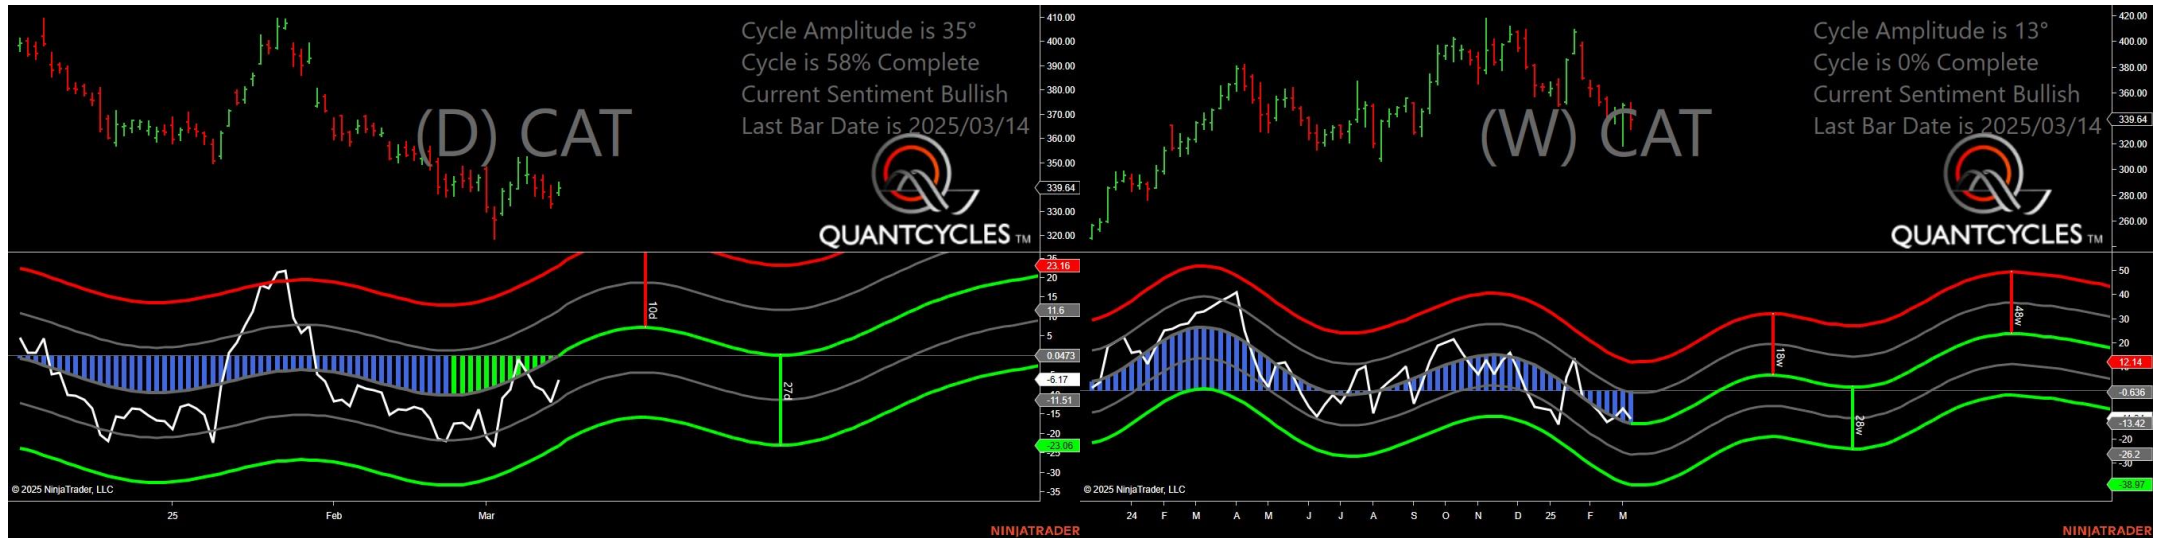 Cycle Amplitude is 35°
Cycle is 58% Complete
Current Sentiment Bullish
Last Bar Date is 2025/03/14
(D) CAT
QUANTCYCLES TM
410.00
400.00
390.00
380.00
370.00
360.00
350.00
339.64
330.00
320.00
25
23.16
20
15
11.6
10
5
0.0473
-6.17
-11.51
-15
-20
-23.06
-25
-30
-35
10d
27d
© 2025 NinjaTrader, LLC
25 Feb Mar
NINJATRADER
Cycle Amplitude is 13°
Cycle is 0% Complete
Current Sentiment Bullish
Last Bar Date is 2025/03/14
(W) CAT
QUANTCYCLES TM
420.00
400.00
380.00
360.00
339.64
320.00
300.00
280.00
260.00
50
40
30
20
12.14
-0.636
-13.42
-20
-26.2
-30
-38.97
18w
28w
48w
© 2025 NinjaTrader, LLC
24 F M A M J J A S O N D 25 F M
NINJATRADER